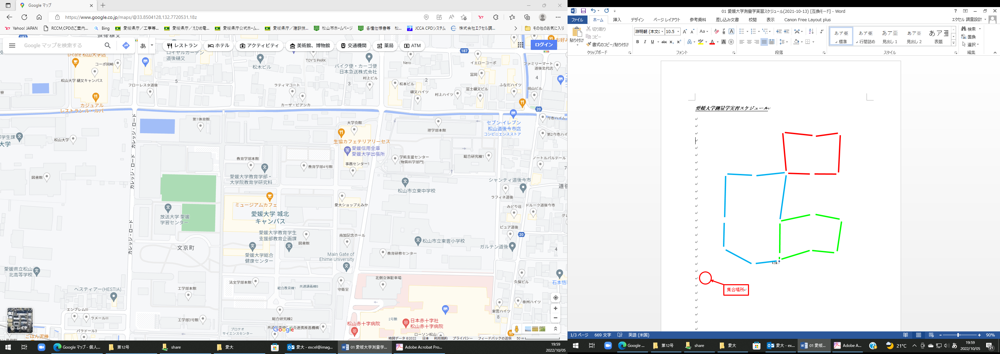 Google マップ
https://www.google.co.jp/maps/@33.8504128,132.7720531,18z
Yahoo! JAPAN
RCCM,CPDのご案内...
Bing
愛媛県庁／工事等...
愛媛県庁／えひめ電...
愛媛県庁公式ホーム...
愛媛県庁／建設技...
松山市ホームページ
各種仕様書等 松...
JCCA CPDシステム
株式会社エクセル調...
その他のお気に入り
Google マップを検索する
あ
レストラン
ホテル
アクティビティ
美術館、博物館
交通機関
薬局
ATM
ログイン
187
187
D-café 松山大学店
コーポ岡崎
松山大学 樋又キャンパス
フローレスタ道後
カジュアル
レストラン ル・ルパ
ロイヤルガーデン
道後樋又
5
松木ビル
TOY'S PARK
ラティマコート
カーザ・ビアンカ
バイク便・カーゴ便
日本急送株式会社
村上ビル
3
Nero
松本ビル
2
樋又ハイツ
村上ハイツ
イエローコーポ
冨岡
冨士樋又ビル
ファミリーマート
道後北代店
4
ふなだハイツ
岡山ビル
20
今市ハイム
セブン-イレブン
松山道後今市店
コンビニエンスストア
第2今市ハイ
第1体育館
大学会館
理学部本館
生協カフェテリアリーセス
愛媛信用金庫
愛媛大学出張所
松山大学
カレッジ・ロード
カレッジ・ロード
カレッジ・ロード
図書館
教育学部本館
教育学部4号館
事務センター1
学術支援センター
(物質科学部門)
総合研究棟1
ノートルパルテール
愛媛大学教育学部・
大学院教育学研究科
松山市立東中学校
シャンティ道後今市
ラフィネ道後
ミュージアムカフェ
愛大ショップえみか
みどり荘
ドルーク道後今市
愛媛大学 城北
キャンパス
放送大学 愛媛
学習センター
ピュア道後
20
愛媛大学教育学生
支援部教育企画課
図書館
南加記念ホール
松山市立東雲小学校
ガルテン道後
4
文京町
愛媛大学総合
健康センター
Main Gate of
Ehime University
教育研修センター
愛媛県立松山
北高等学校
法文学部本館
総合教育棟1
共通講義棟B
守衛室
北側立体駐車場
久保ビル
ヘスティアー(HESTIA)
工学部本館
泰州ハイツ
東雲ハイツ
8
エンブレムIII
ラメールIII
工学部3号館
総合研究棟2
2号館
日本赤十字社
松山赤十字病院
松山赤十字病院
レイヤ
パラドール3
ごはん泥棒
プロテオ
サイエンスセンター
Google
ローソン松山
地図データ ©2022
日本
利用規約
プライバシー
フィードバックの送信
50 m
01 愛媛大学測量学実習スケジュール(2021-10-13) [互換モード] - Word
ファイル
ホーム
挿入
デザイン
ページ レイアウト
参考資料
差し込み文書
校閲
表示
Canon Free Layout plus
エクセル 調査設計
貼り付け
切り取り
コピー
書式のコピー/貼り付け
クリップボード
游明朝 (本文(
10.5
フォント
段落
あア亜
標準
あア亜
行間詰め
あア亜
見出し 1
あア亜
見出し 2
あア亜
表題
スタイル
検索
置換
選択
編集
愛媛大学測量学実習スケジュール
集合場所
1/3 ページ
669 文字
英語 (米国)
90%
Google マップ - 個人...
第12号
share
愛大
愛大 - excel@imag...
01 愛媛大学測量学...
Adobe Acrobat Pro...
19:59
2022/10/05
Google ...
第12号
share
愛大
愛大 - ex...
01 愛媛...
Adobe A...
21°C
あ
19:59
2022/10/05
21